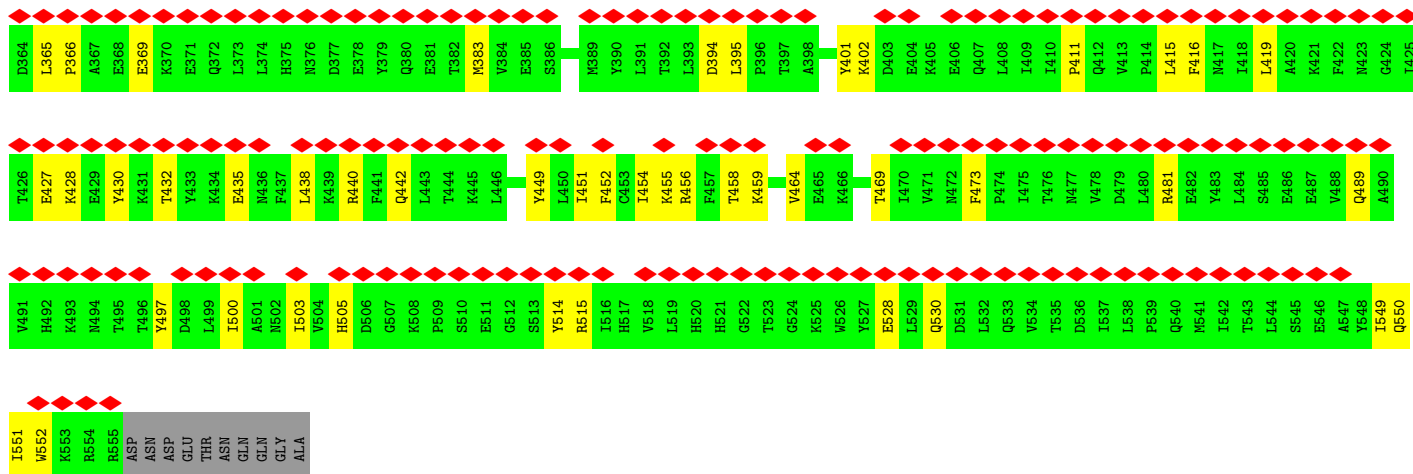 D364 L365 P366 A367 E368 E369 K370 E371 Q372 L373 L374 H375 N376 D377 E378 Y379 Q380 E381 T382 M383 V384 E385 S386 M389 Y390 L391 T392 L393 D394 L395 P396 T397 A398 Y401 K402 D403 E404 K405 E406 Q407 L408 I409 I410 P411 Q412 V413 P414 L415 F416 N417 I418 L419 A420 K421 F422 N423 G424 I425
T426 E427 K428 E429 Y430 K431 T432 Y433 K434 E435 N436 F437 L438 K439 R440 F441 Q442 L443 T444 K445 L446 Y449 L450 I451 F452 C453 I454 K455 R456 F457 T458 K459 V464 E465 K466 T469 I470 V471 N472 F473 P474 I475 T476 N477 V478 D479 L480 R481 E482 Y483 L484 S485 E486 E487 V488 Q489 A490
V491 H492 K493 N494 T495 T496 Y497 D498 L499 I500 A501 N502 I503 V504 H505 D506 G507 K508 P509 S510 E511 G512 S513 Y514 R515 I516 H517 V518 L519 H520 H521 G522 T523 G524 K525 W526 Y527 E528 L529 Q530 D531 L532 Q533 V534 T535 D536 I537 L538 P539 Q540 M541 I542 T543 L544 S545 E546 A547 Y548 I549 Q550
I551 W552 K553 R554 R555 ASP ASN ASP GLU THR ASN GLN GLN GLY ALA